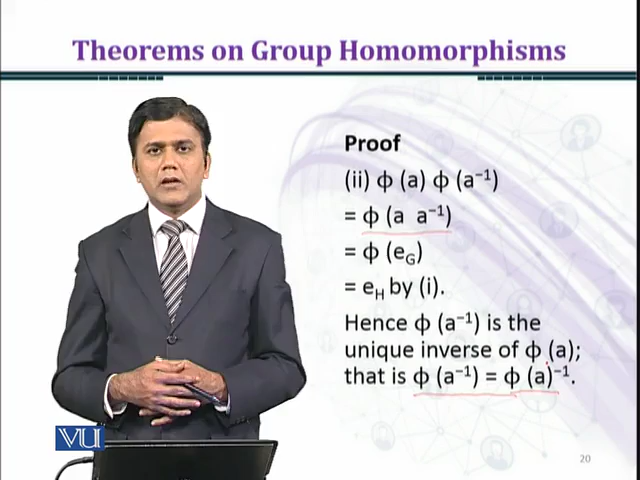 Theorems on Group Homomorphisms
Proof
(ii) ϕ (a) ϕ (a⁻¹)
= ϕ (a a⁻¹)
= ϕ (e_G)
= e_H by (i).
Hence ϕ (a⁻¹) is the
unique inverse of ϕ (a);
that is ϕ (a⁻¹) = ϕ (a)⁻¹.
VU
20